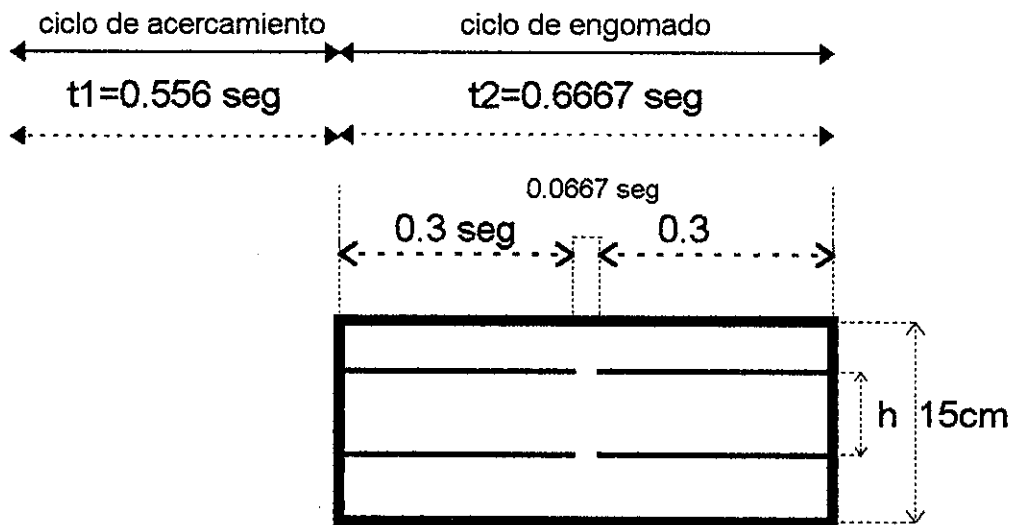 ciclo de acercamiento ciclo de engomado
t1=0.556 seg t2=0.6667 seg
0.0667 seg
0.3 seg 0.3
h 15cm